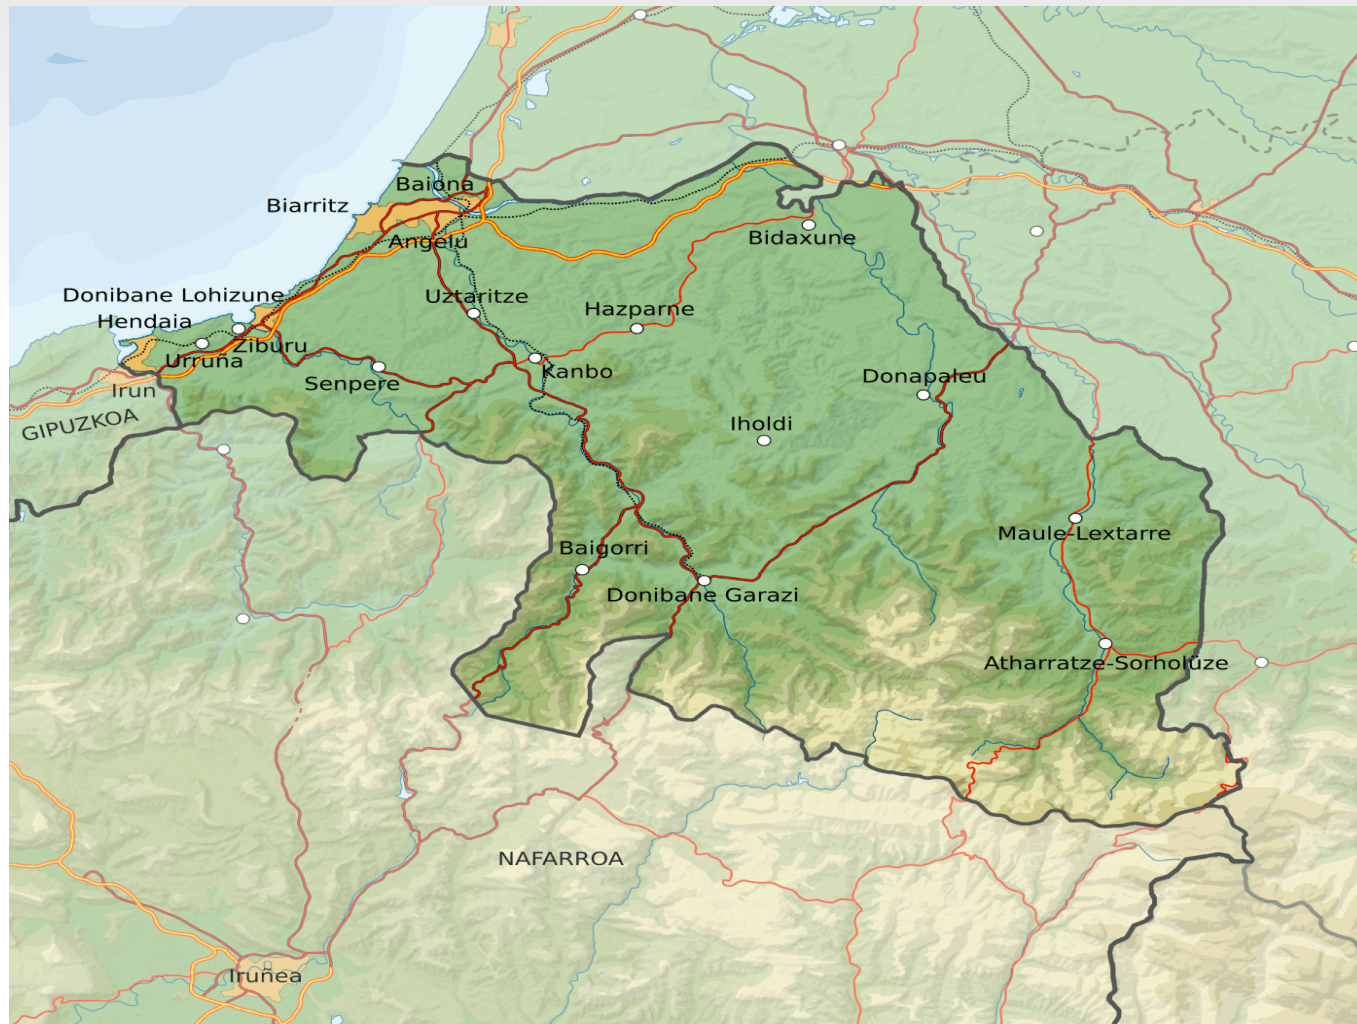 Baiona
Biarritz
Angelu
Bidaxune
Donibane Lohizune
Uztaritze
Hazparne
Hendaia
Ziburu
Urruña
Kanbo
Senpere
Donapaleu
Irun
GIPUZKOA
Iholdi
Maule-Lextarre
Baigorri
Donibane Garazi
Atharratze-Sorholüze
NAFARROA
Iruñea